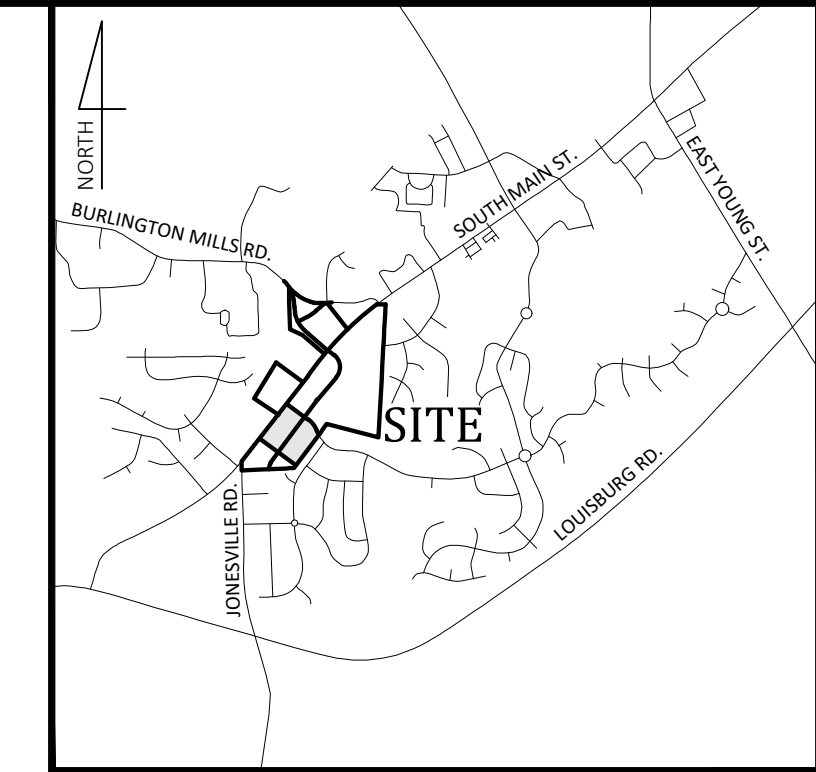 NORTH
BURLINGTON MILLS RD.
SOUTH MAIN ST.
EAST YOUNG ST.
SITE
LOUISBURG RD.
JONESVILLE RD.